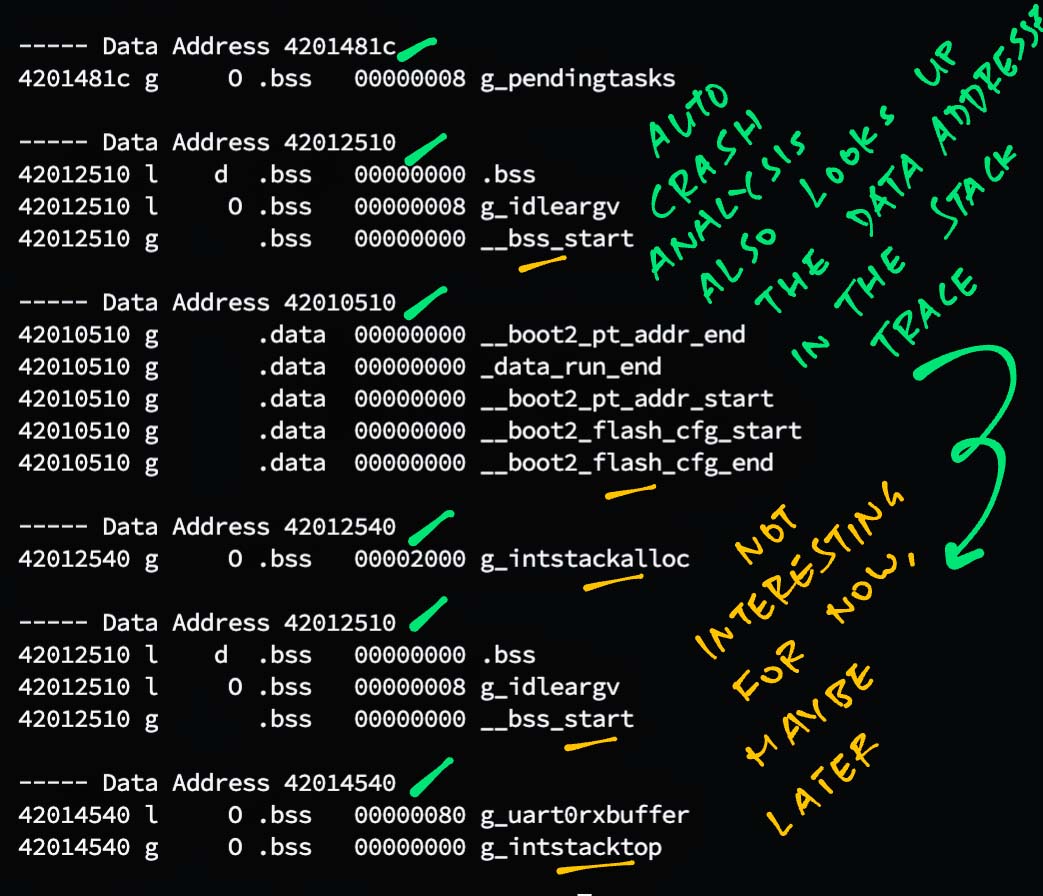 ----- Data Address 4201481c
4201481c g     O .bss   00000008 g_pendingtasks
----- Data Address 42012510
42012510 l    d  .bss   00000000 .bss
42012510 l     O .bss   00000008 g_idleargv
42012510 g       .bss   00000000 __bss_start
----- Data Address 42010510
42010510 g       .data  00000000 __boot2_pt_addr_end
42010510 g       .data  00000000 _data_run_end
42010510 g       .data  00000000 __boot2_pt_addr_start
42010510 g       .data  00000000 __boot2_flash_cfg_start
42010510 g       .data  00000000 __boot2_flash_cfg_end
----- Data Address 42012540
42012540 g     O .bss   00002000 g_intstackalloc
----- Data Address 42012510
42012510 l    d  .bss   00000000 .bss
42012510 l     O .bss   00000008 g_idleargv
42012510 g       .bss   00000000 __bss_start
----- Data Address 42014540
42014540 l     O .bss   00000080 g_uart0rxbuffer
42014540 g     O .bss   00000000 g_intstacktop
AUTO
CRASH
ANALYSIS
ALSO LOOKS UP
THE DATA ADDRESSES
IN THE STACK
TRACE
NOT
INTERESTING
FOR NOW,
MAYBE
LATER